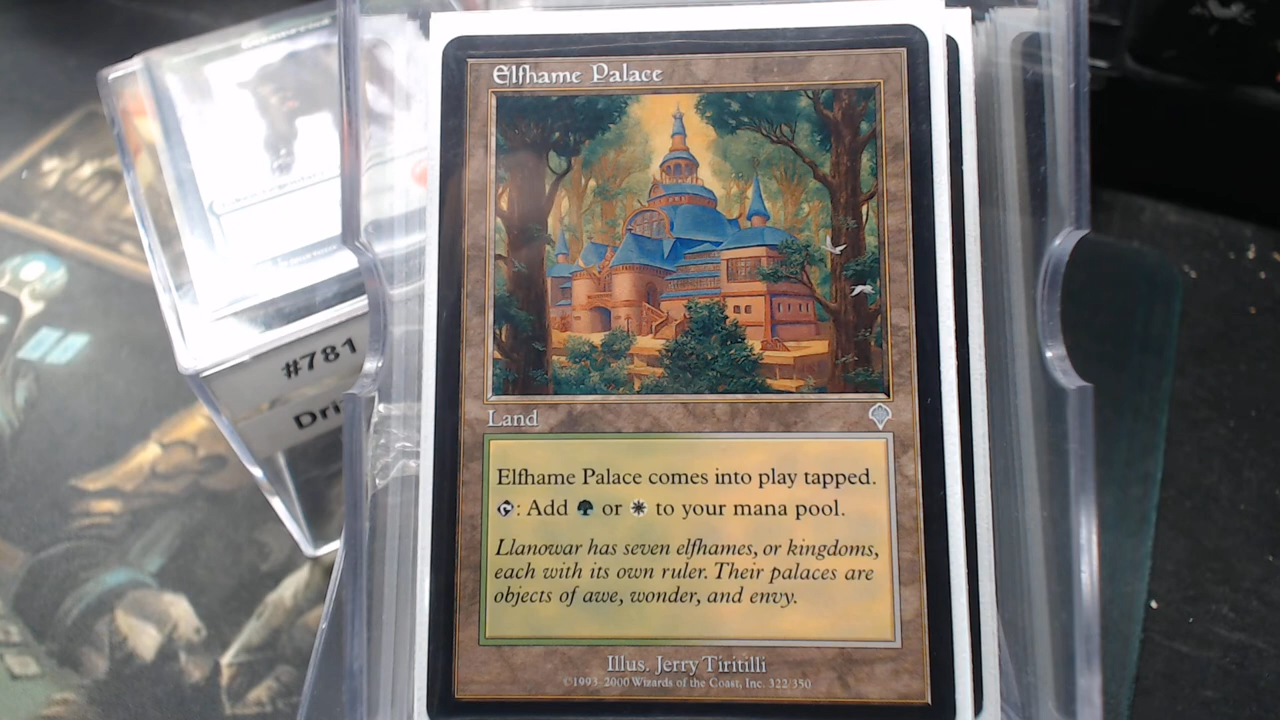 Elfhame Palace
Land
Elfhame Palace comes into play tapped.
: Add or to your mana pool.
Llanowar has seven elfhames, or kingdoms,
each with its own ruler. Their palaces are
objects of awe, wonder, and envy.
Illus. Jerry Tiritilli
©1993-2000 Wizards of the Coast, Inc. 322/350
#781
Dri